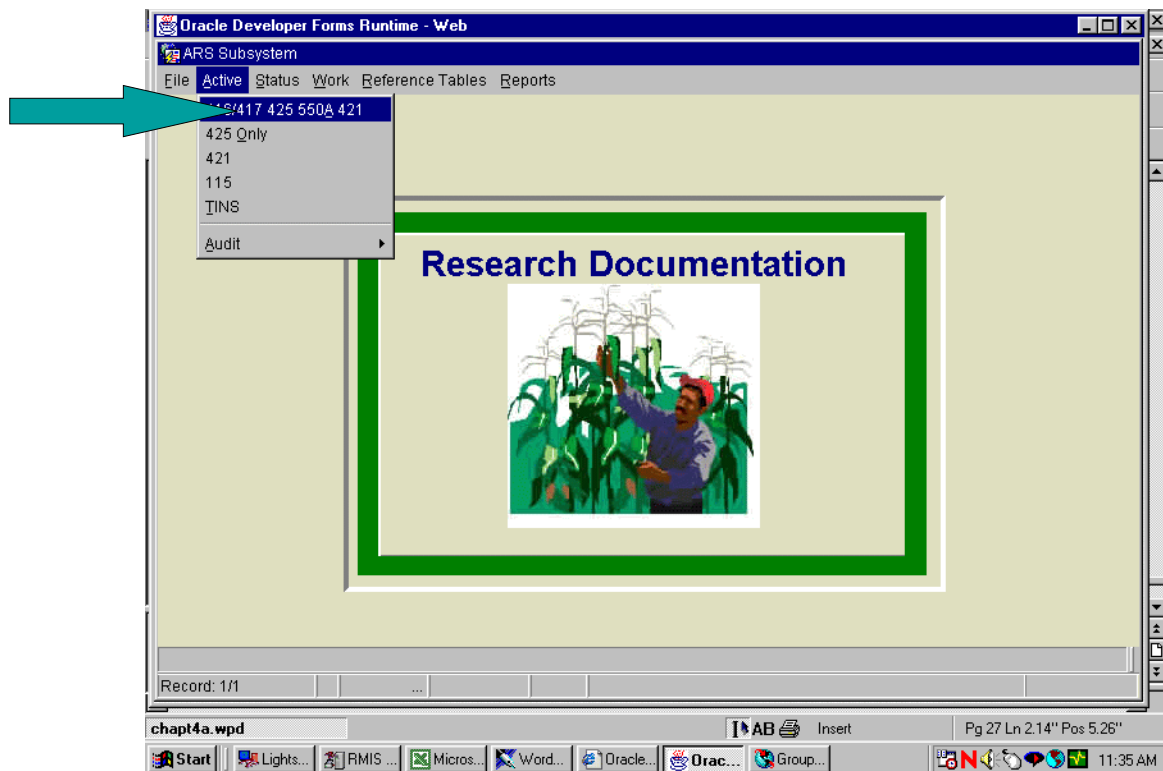 Oracle Developer Forms Runtime - Web
ARS Subsystem
File Active Status Work Reference Tables Reports
/417 425 550A 421
425 Only
421
115
TINS
Audit
Research Documentation
Record: 1/1 ...
chapt4a.wpd AB Insert Pg 27 Ln 2.14" Pos 5.26"
Start Lights... RMIS ... Micros... Word... Oracle... Orac... Group... N 11:35 AM